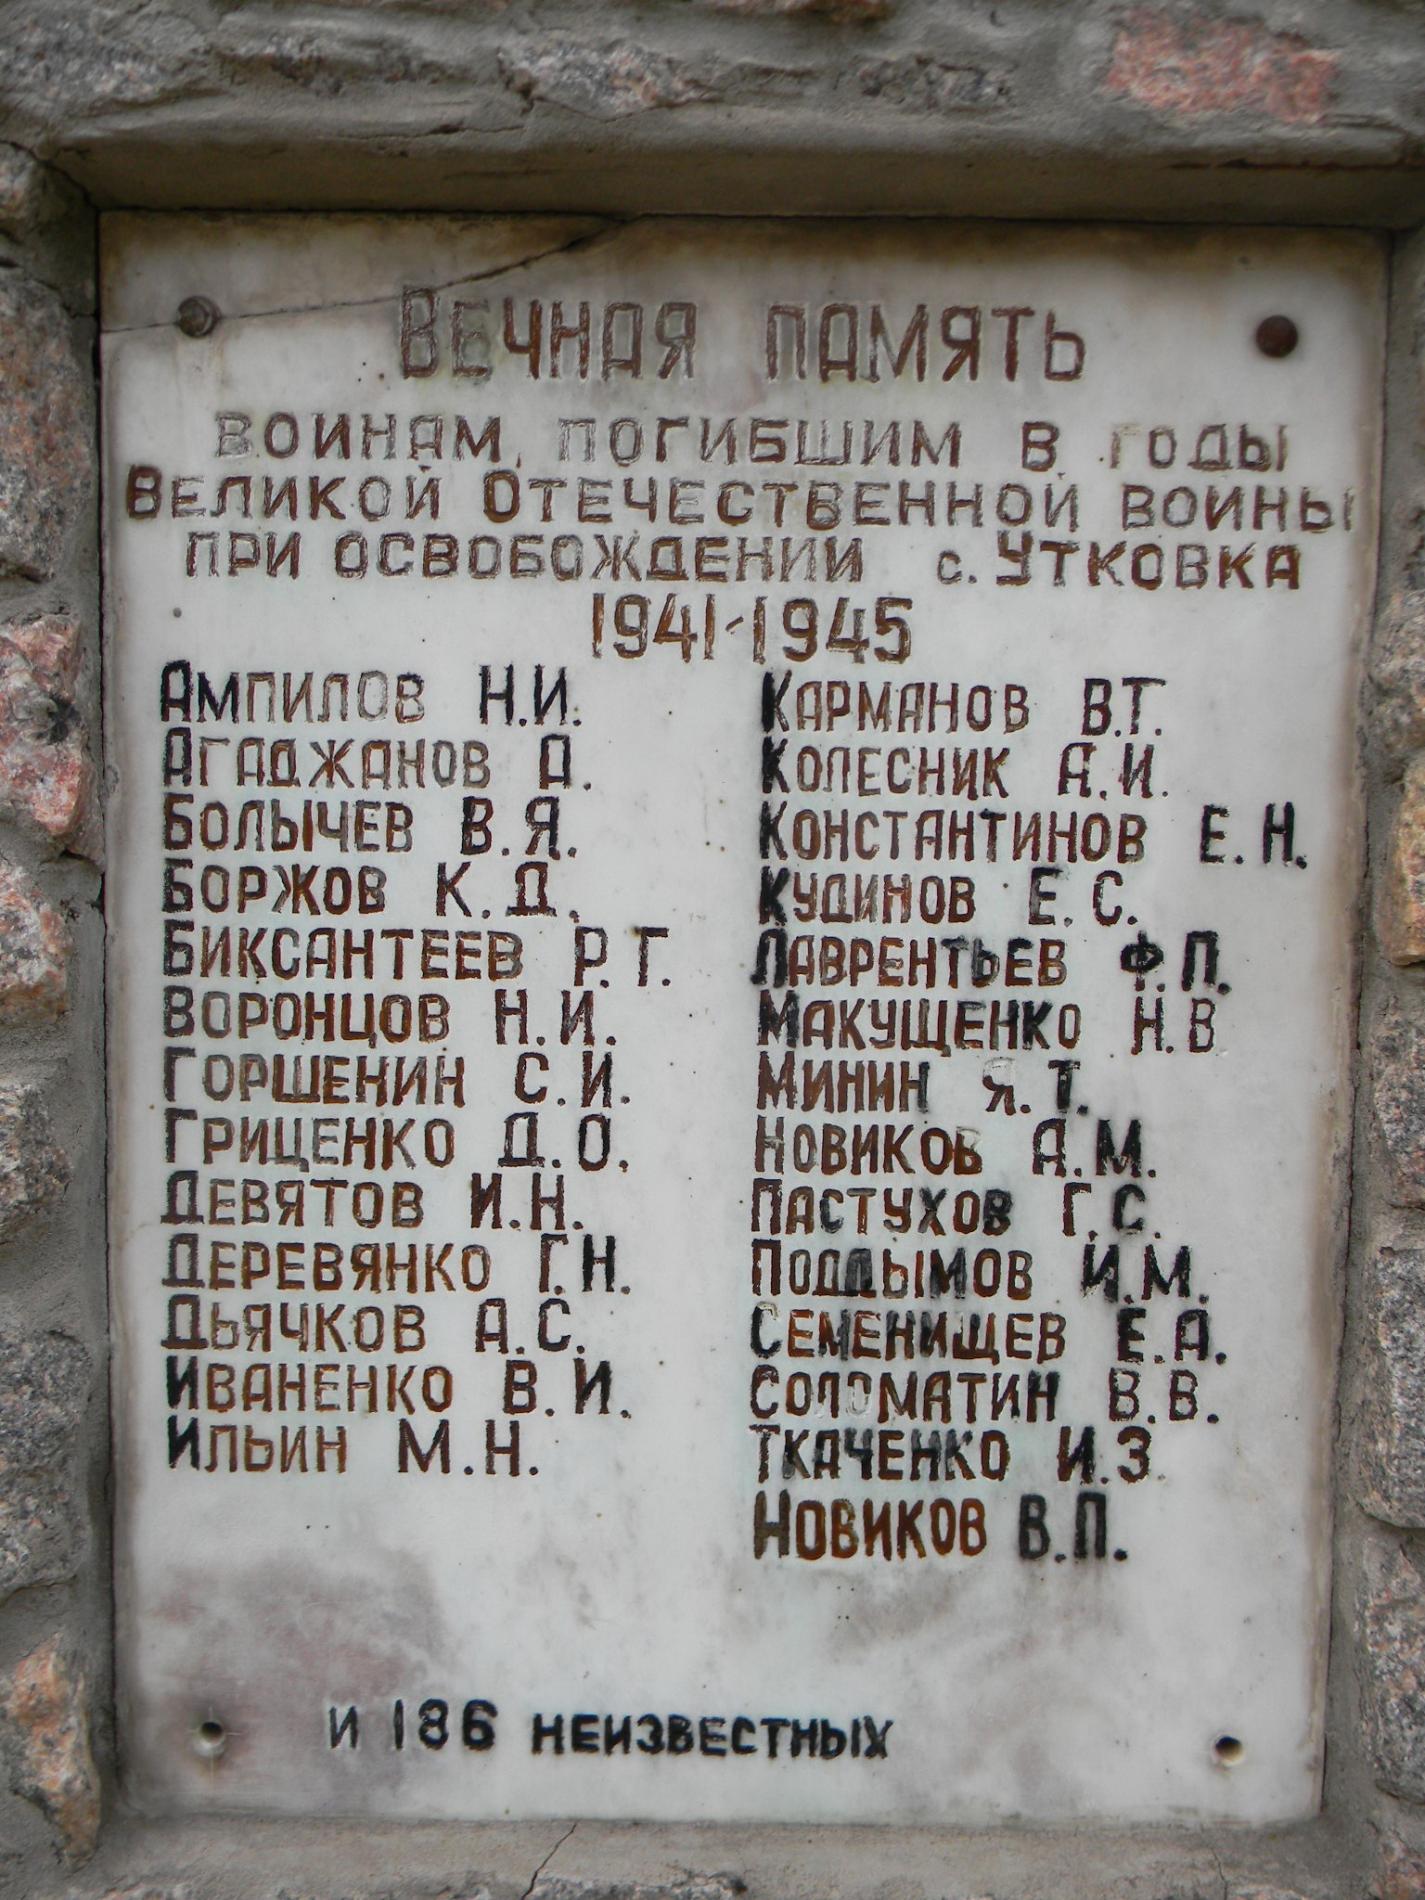 Вечная память
воинам, погибшим в годы
Великой Отечественной войны
при освобождении с. Утковка
1941-1945
Ампилов Н.И.
Агаджанов А.
Болычев В.Я.
Боржов К.Д.
Биксантеев Р.Г.
Воронцов Н.И.
Горшенин С.И.
Гриценко Д.О.
Девятов И.Н.
Деревянко Г.Н.
Дьячков А.С.
Иваненко В.И.
Ильин М.Н.
Карманов В.Т.
Колесник А.И.
Константинов Е.Н.
Кудинов Е.С.
Лаврентьев Ф.П.
Макущенко Н.В
Минин Я.Т.
Новиков А.М.
Пастухов Г.С.
Поддымов И.М.
Семенищев Е.А.
Соломатин В.В.
Ткаченко И.З.
Новиков В.П.
и 186 неизвестных